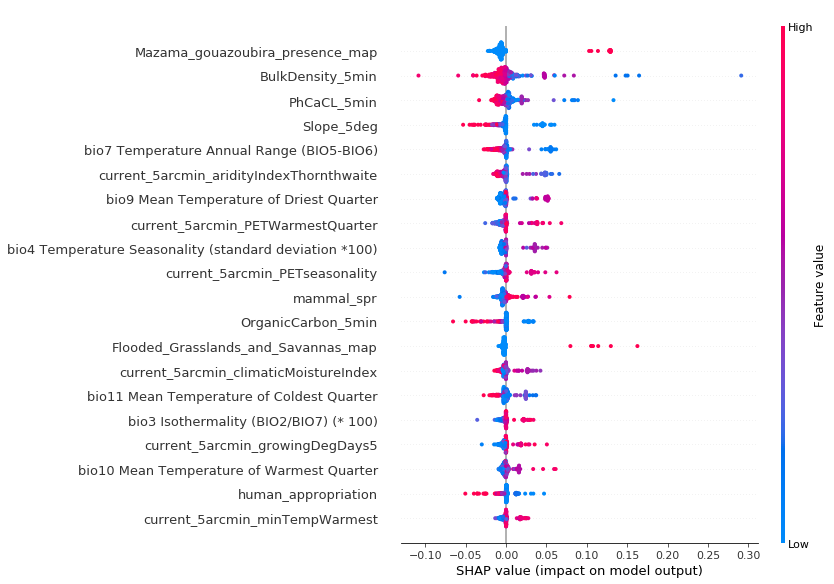 High
Mazama_gouazoubira_presence_map
BulkDensity_5min
PhCaCL_5min
Slope_5deg
bio7 Temperature Annual Range (BIO5-BIO6)
current_5arcmin_aridityIndexThornthwaite
bio9 Mean Temperature of Driest Quarter
current_5arcmin_PETWarmestQuarter
bio4 Temperature Seasonality (standard deviation *100)
current_5arcmin_PETseasonality
mammal_spr
OrganicCarbon_5min
Flooded_Grasslands_and_Savannas_map
current_5arcmin_climaticMoistureIndex
bio11 Mean Temperature of Coldest Quarter
bio3 Isothermality (BIO2/BIO7) (* 100)
current_5arcmin_growingDegDays5
bio10 Mean Temperature of Warmest Quarter
human_appropriation
current_5arcmin_minTempWarmest
Feature value
Low
−0.10 −0.05 0.00 0.05 0.10 0.15 0.20 0.25 0.30
SHAP value (impact on model output)